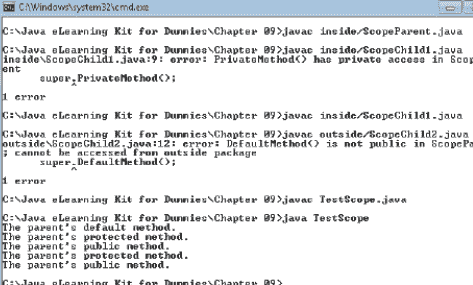 C:\Windows\system32\cmd.exe
C:\Java eLearning Kit for Dummies\Chapter 09>javac inside/ScopeParent.java
C:\Java eLearning Kit for Dummies\Chapter 09>javac inside/ScopeChild1.java
inside\ScopeChild1.java:9: error: PrivateMethod() has private access in ScopePar
ent
super.PrivateMethod();
^
1 error
C:\Java eLearning Kit for Dummies\Chapter 09>javac inside/ScopeChild1.java
C:\Java eLearning Kit for Dummies\Chapter 09>javac outside/ScopeChild2.java
outside\ScopeChild2.java:12: error: DefaultMethod() is not public in ScopePa
; cannot be accessed from outside package
super.DefaultMethod();
^
1 error
C:\Java eLearning Kit for Dummies\Chapter 09>javac TestScope.java
C:\Java eLearning Kit for Dummies\Chapter 09>java TestScope
The parent's default method.
The parent's protected method.
The parent's public method.
The parent's protected method.
The parent's public method.
C:\Java eLearning Kit for Dummies\Chapter 09>